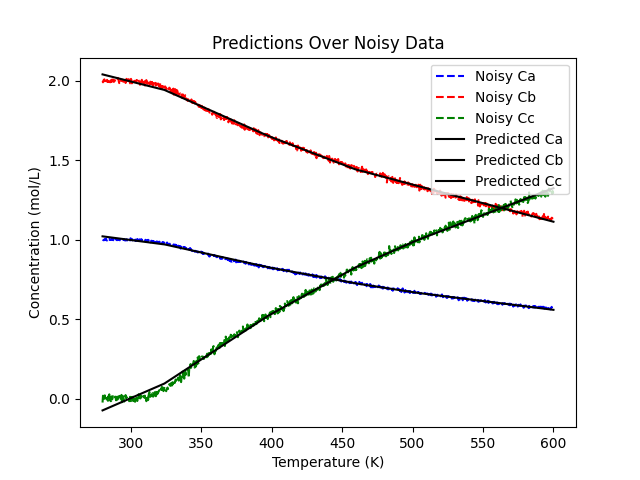 Predictions Over Noisy Data
Noisy Ca
Noisy Cb
Noisy Cc
Predicted Ca
Predicted Cb
Predicted Cc
Concentration (mol/L)
2.0
1.5
1.0
0.5
0.0
300 350 400 450 500 550 600
Temperature (K)